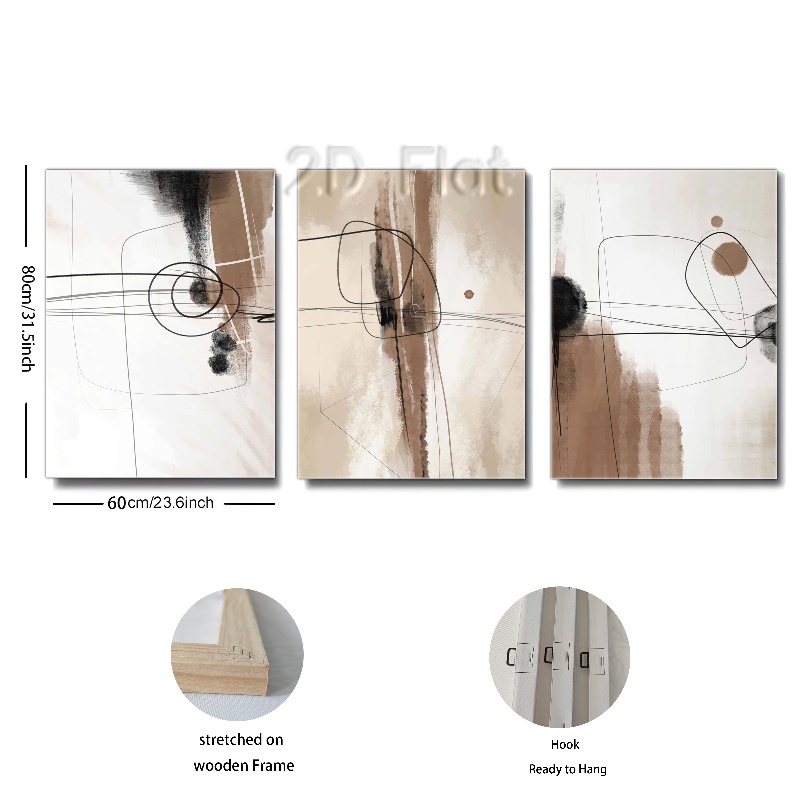 2D Flat
80cm/31.5inch
60cm/23.6inch
stretched on
wooden Frame
Hook
Ready to Hang